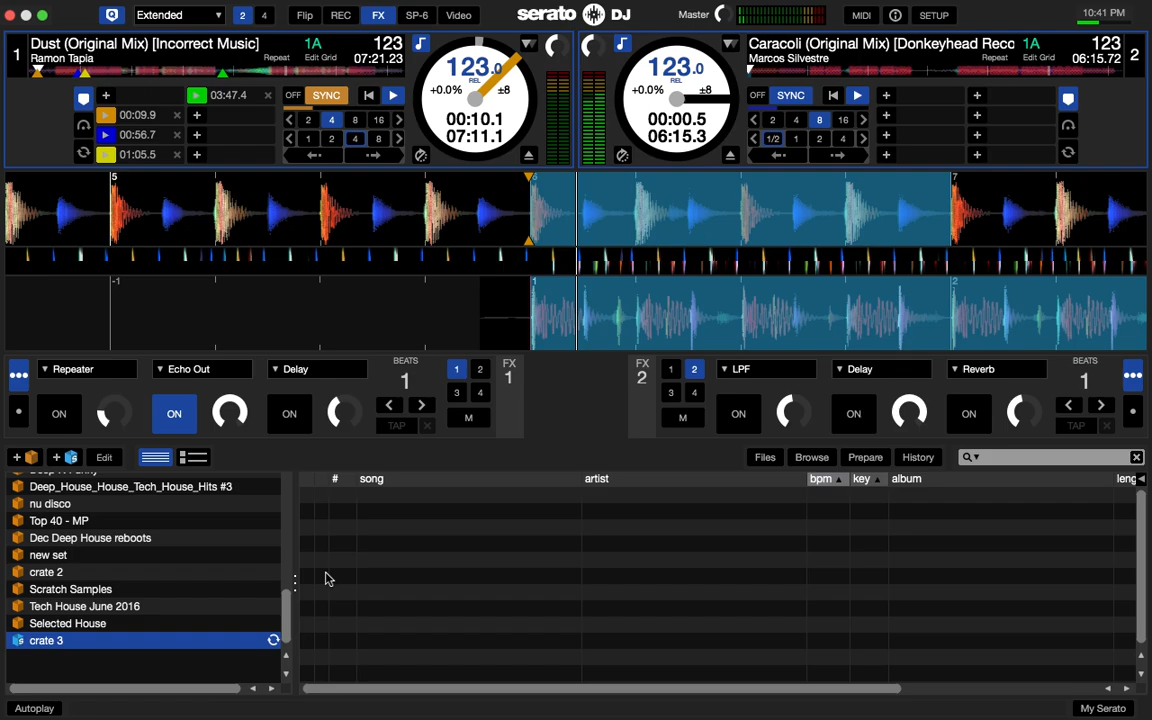 Extended
2 4
Flip REC FX SP-6 Video
serato DJ
Master
MIDI SETUP
10:41 PM
1
Dust (Original Mix) [Incorrect Music] 1A 123
Ramon Tapia Repeat Edit Grid 07:21.23
03:47.4
00:09.9
00:56.7
01:05.5
OFF SYNC
2 4 8 16
1 2 4 8
123.0
REL
+0.0% ±8
00:10.1
07:11.1
123.0
REL
+0.0% ±8
00:00.5
06:15.3
Caracoli (Original Mix) [Donkeyhead Reco 1A 123
Marcos Silvestre Repeat Edit Grid 06:15.72
2
OFF SYNC
2 4 8 16
1/2 1 2 4
5 6 7
-1 1 2
Repeater Echo Out Delay
BEATS
1
ON ON ON
TAP
1 2
3 4
M
FX
1
FX
2
1 2
3 4
M
LPF Delay Reverb
BEATS
1
ON ON ON
TAP
Edit
Files Browse Prepare History
# song artist bpm key album leng
Deep_House_House_Tech_House_Hits #3
nu disco
Top 40 - MP
Dec Deep House reboots
new set
crate 2
Scratch Samples
Tech House June 2016
Selected House
crate 3
Autoplay
My Serato